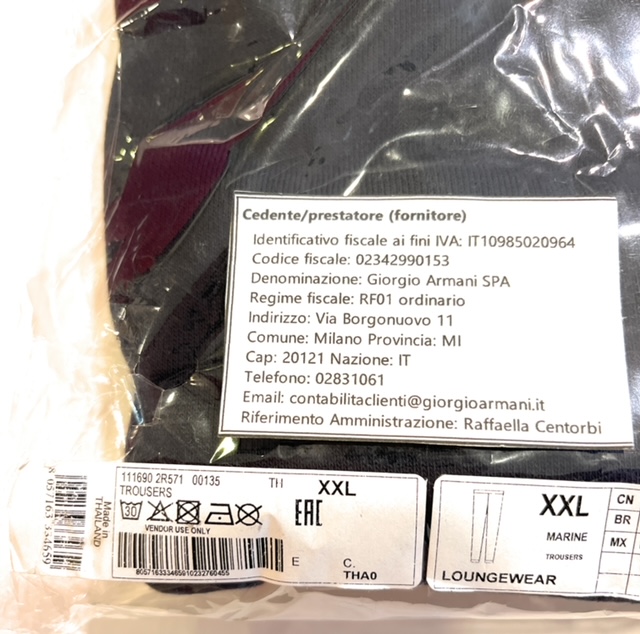 Cedente/prestatore (fornitore)
Identificativo fiscale ai fini IVA: IT10985020964
Codice fiscale: 02342990153
Denominazione: Giorgio Armani SPA
Regime fiscale: RF01 ordinario
Indirizzo: Via Borgonuovo 11
Comune: Milano Provincia: MI
Cap: 20121 Nazione: IT
Telefono: 02831061
Email: contabilitaclienti@giorgioarmani.it
Riferimento Amministrazione: Raffaella Centorbi
Made in
THAILAND
111690 2R571 00135
TH
XXL
TROUSERS
30
EAC
VENDOR USE ONLY
E
C.
THA0
XXL
MARINE
TROUSERS
LOUNGEWEAR
CN
BR
MX